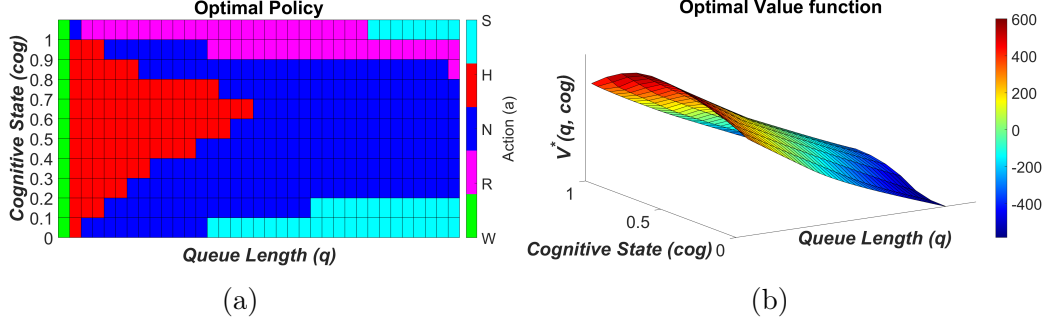 Optimal Policy
Cognitive State (cog)
1
0.9
0.8
0.7
0.6
0.5
0.4
0.3
0.2
0.1
0
Queue Length (q)
S
H
N
R
W
Action (a)
(a)
Optimal Value function
V*(q, cog)
1
0.5
0
Cognitive State (cog)
Queue Length (q)
600
400
200
0
-200
-400
(b)